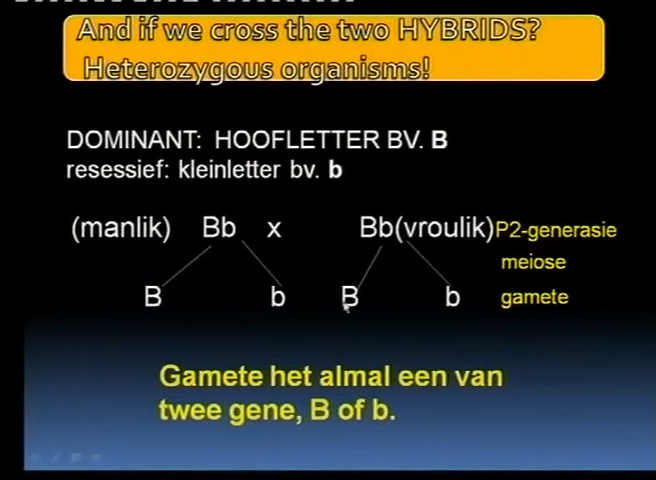 And if we cross the two HYBRIDS?
Heterozygous organisms!
DOMINANT: HOOFLETTER BV. B
resessief: kleinletter bv. b
(manlik) Bb x Bb(vroulik) P2-generasie
meiose
B b B b gamete
Gamete het almal een van
twee gene, B of b.